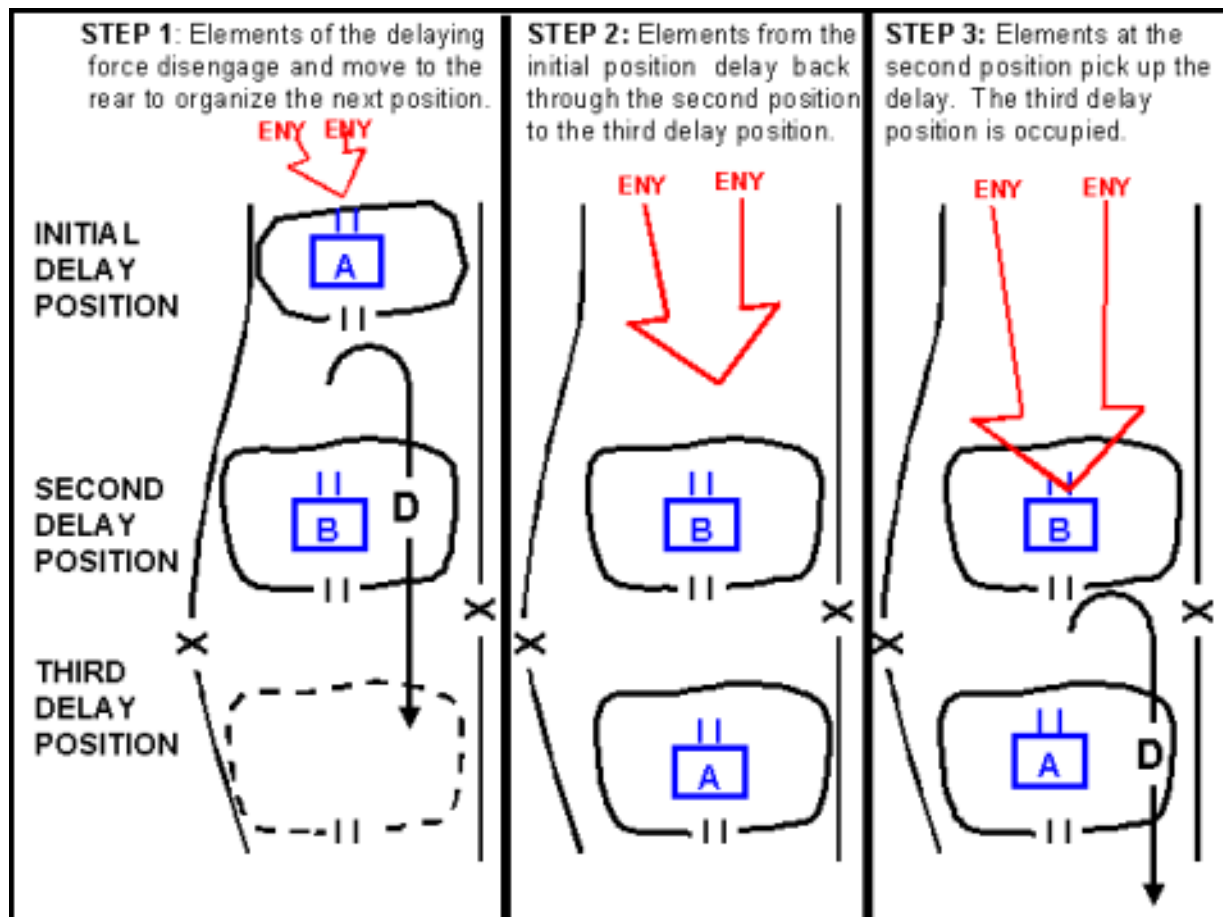 STEP 1: Elements of the delaying
force disengage and move to the
rear to organize the next position.
ENY ENY
INITIAL
DELAY
POSITION
A
SECOND
DELAY
POSITION
B
D
X
X
THIRD
DELAY
POSITION
STEP 2: Elements from the
initial position delay back
through the second position
to the third delay position.
ENY ENY
B
X
X
A
STEP 3: Elements at the
second position pick up the
delay. The third delay
position is occupied.
ENY ENY
B
X
X
A
D